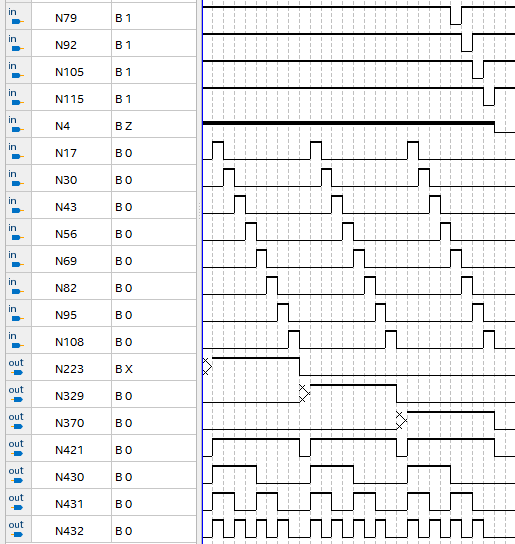 in N79 B 1
in N92 B 1
in N105 B 1
in N115 B 1
in N4 B Z
in N17 B 0
in N30 B 0
in N43 B 0
in N56 B 0
in N69 B 0
in N82 B 0
in N95 B 0
in N108 B 0
out N223 B X
out N329 B 0
out N370 B 0
out N421 B 0
out N430 B 0
out N431 B 0
out N432 B 0